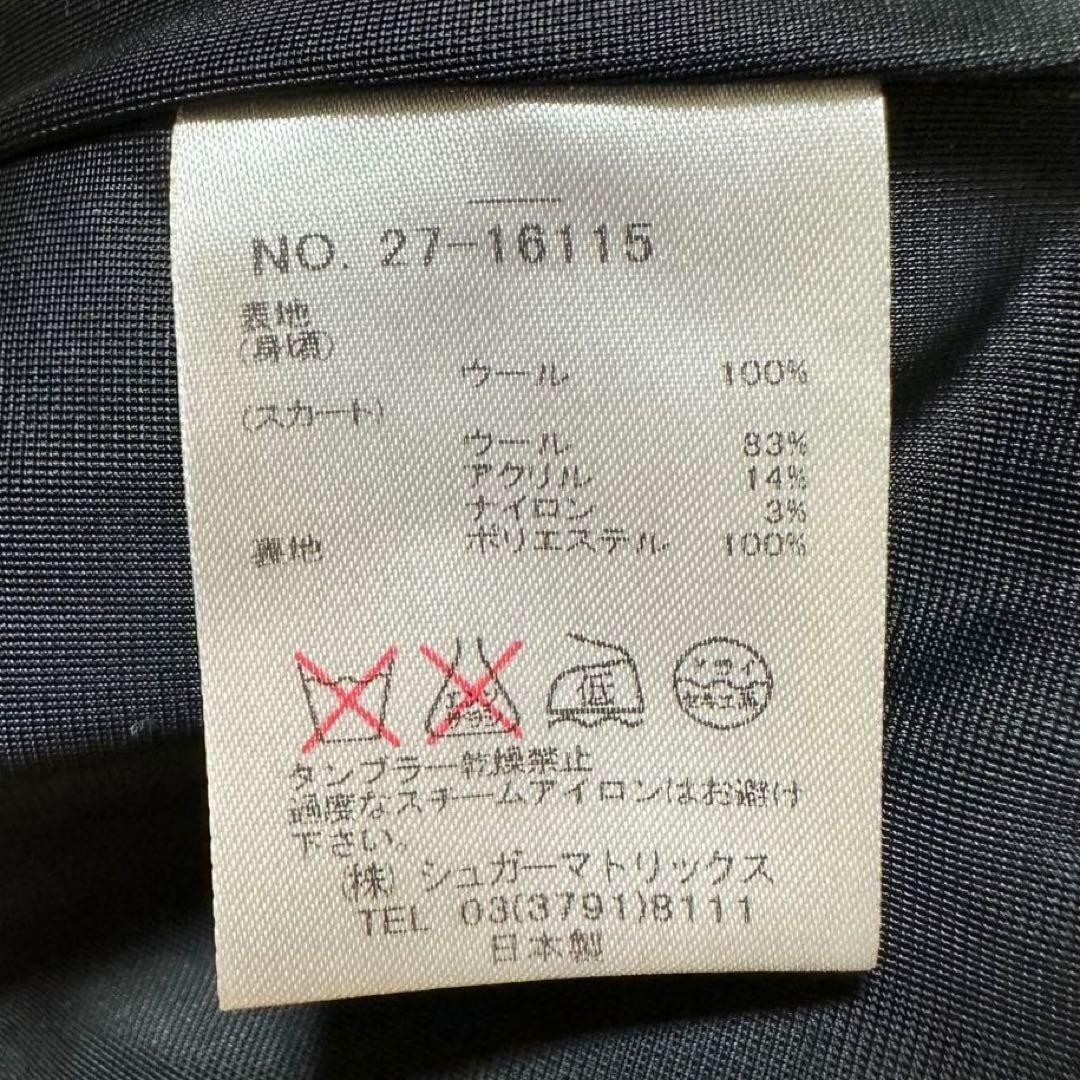 NO. 27-16115
表地
(身頃)
ウール 100%
(スカート)
ウール 83%
アクリル 14%
ナイロン 3%
裏地 ポリエステル 100%
低
タンブラー乾燥禁止
過度なスチームアイロンはお避け
下さい。
(株) シュガーマトリックス
TEL 03(3791)8111
日本製